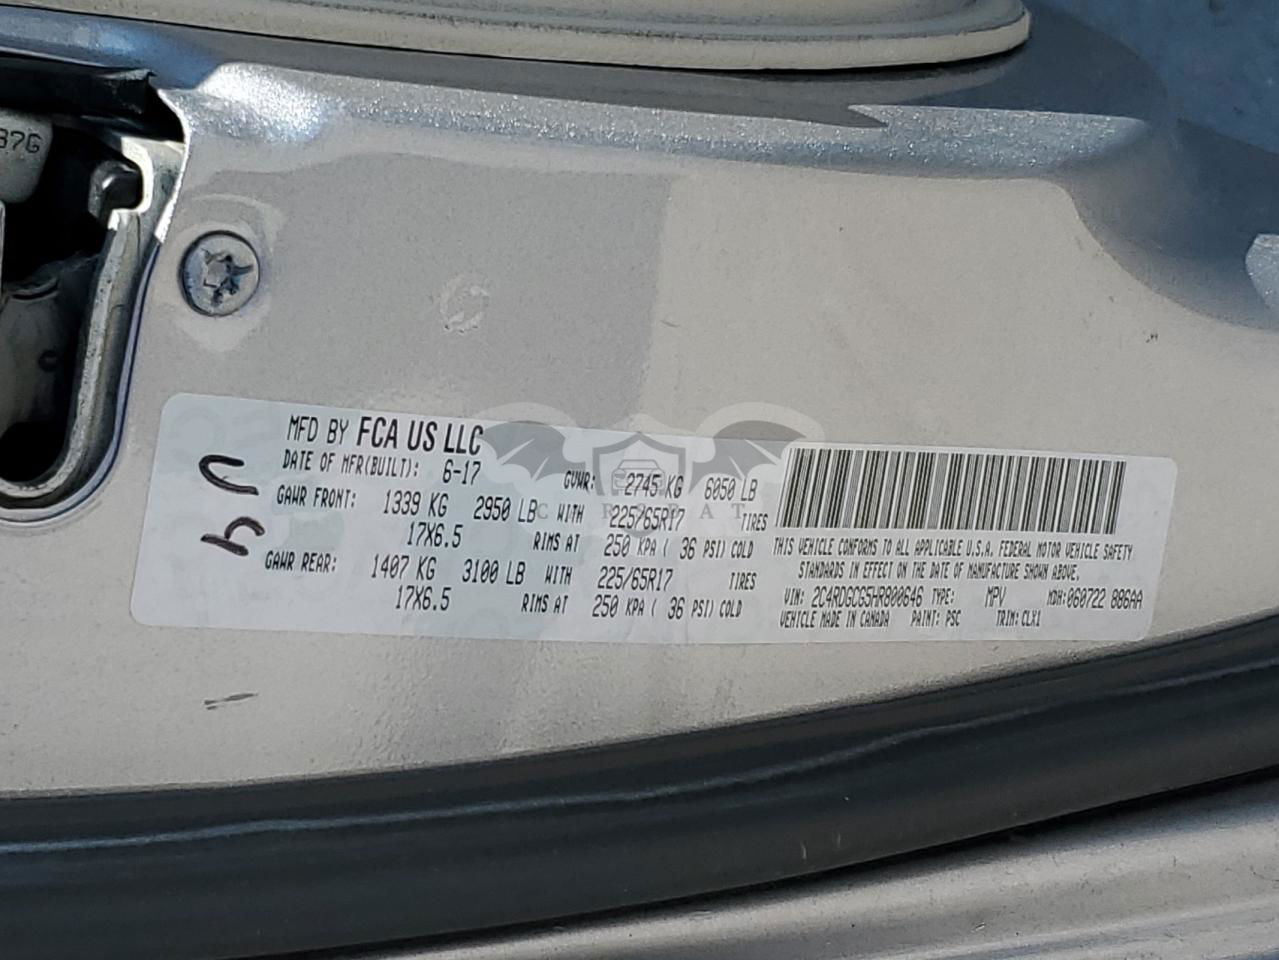 87G
MFD BY FCA US LLC
DATE OF MFR(BUILT): 6-17 GVWR: 2745 KG 6050 LB
GAWR FRONT: 1339 KG 2950 LB WITH 225/65R17 TIRES
17X6.5 RIMS AT 250 KPA ( 36 PSI) COLD
GAWR REAR: 1407 KG 3100 LB WITH 225/65R17 TIRES
17X6.5 RIMS AT 250 KPA ( 36 PSI) COLD
THIS VEHICLE CONFORMS TO ALL APPLICABLE U.S.A. FEDERAL MOTOR VEHICLE SAFETY
STANDARDS IN EFFECT ON THE DATE OF MANUFACTURE SHOWN ABOVE.
VIN: 2C4RDGCG5HR800646 TYPE: MPV MDH: 060722 886AA
VEHICLE MADE IN CANADA PAINT: PSC TRIM: CLX1